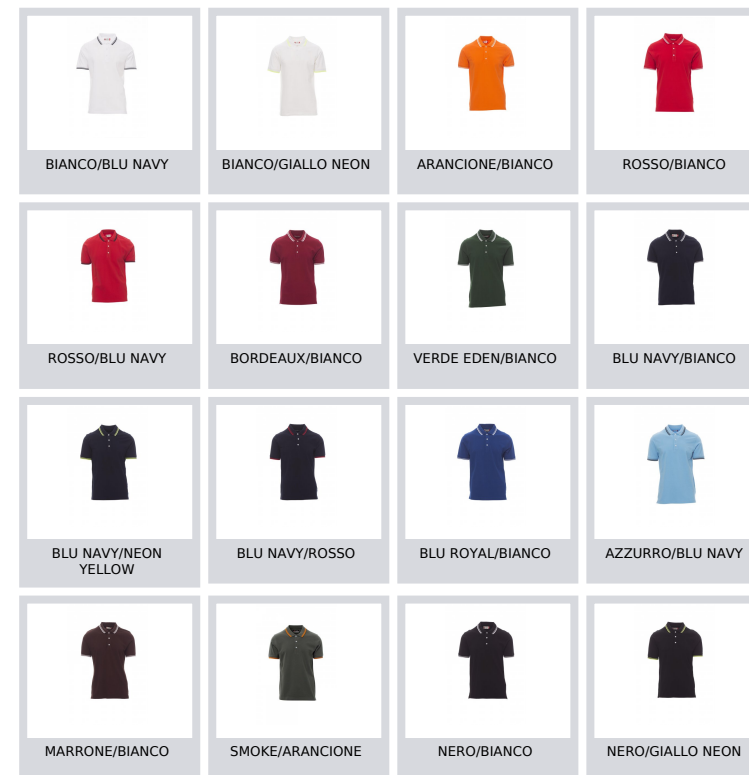 BIANCO/BLU NAVY
BIANCO/GIALLO NEON
ARANCIONE/BIANCO
ROSSO/BIANCO
ROSSO/BLU NAVY
BORDEAUX/BIANCO
VERDE EDEN/BIANCO
BLU NAVY/BIANCO
BLU NAVY/NEON
YELLOW
BLU NAVY/ROSSO
BLU ROYAL/BIANCO
AZZURRO/BLU NAVY
MARRONE/BIANCO
SMOKE/ARANCIONE
NERO/BIANCO
NERO/GIALLO NEON